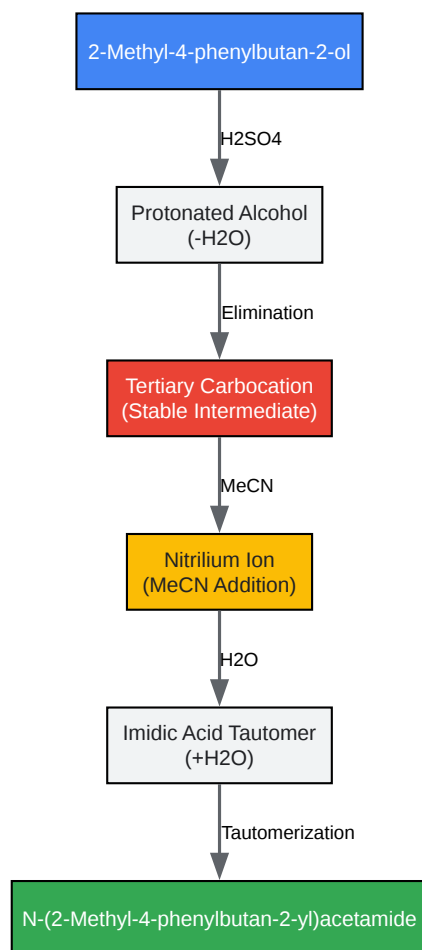 2-Methyl-4-phenylbutan-2-ol
H2SO4
Protonated Alcohol
(-H2O)
Elimination
Tertiary Carbocation
(Stable Intermediate)
MeCN
Nitrilium Ion
(MeCN Addition)
H2O
Imidic Acid Tautomer
(+H2O)
Tautomerization
N-(2-Methyl-4-phenylbutan-2-yl)acetamide